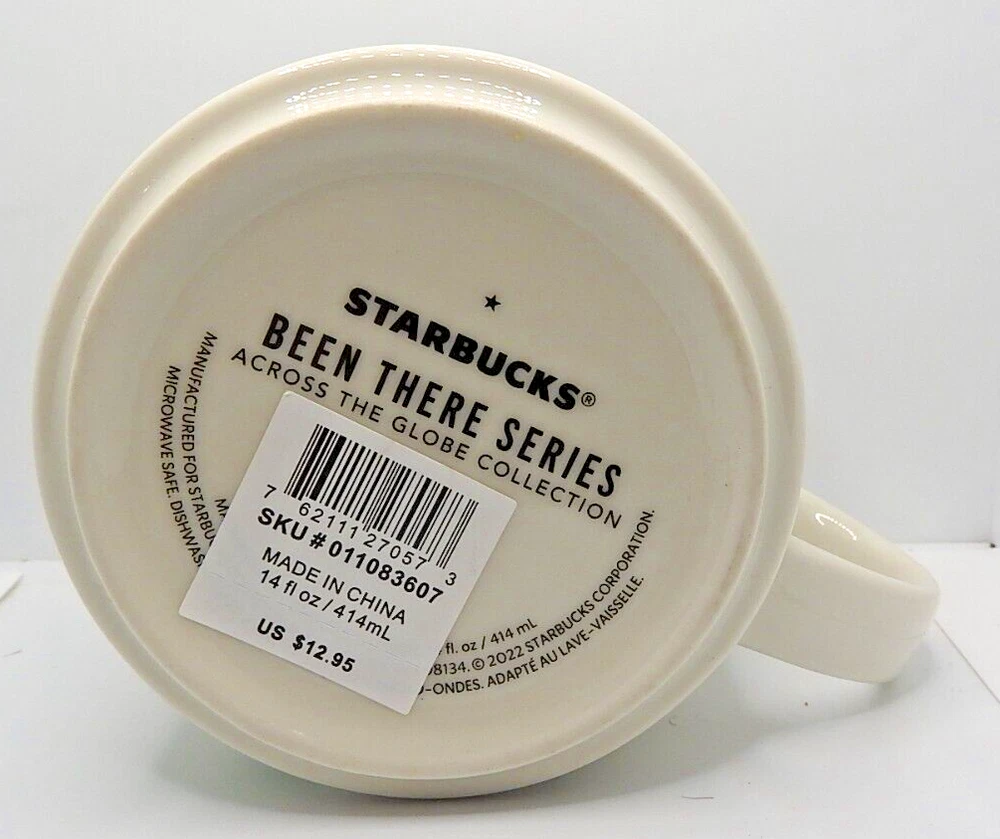 STARBUCKS®
BEEN THERE SERIES
ACROSS THE GLOBE COLLECTION
7 62111 27057 3
SKU # 011083607
MADE IN CHINA
14 fl oz / 414mL
US $12.95
fl. oz / 414 mL
MANUFACTURED FOR STARBU
8134. © 2022 STARBUCKS CORPORATION.
MICROWAVE SAFE. DISHWAS
-ONDES. ADAPTÉ AU LAVE-VAISSELLE.